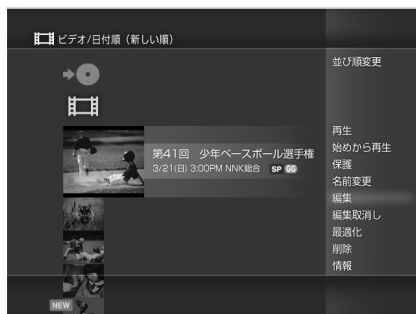 ビデオ/日付順（新しい順）
第41回　少年ベースボール選手権
3/21(日) 3:00PM NNK総合 SP GG
NEW
並び順変更
再生
始めから再生
保護
名前変更
編集
編集取消し
最適化
削除
情報